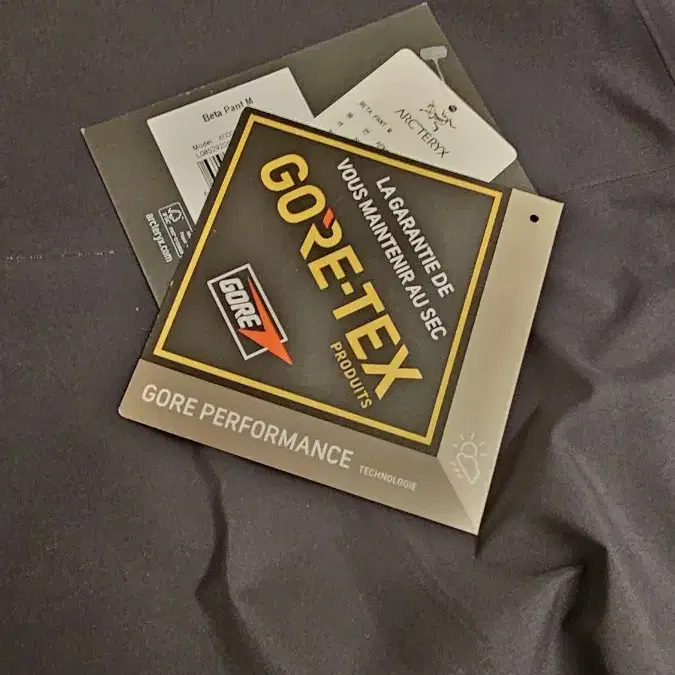 Beta Pant M
Model
BETA PANT M
ARC'TERYX
arcteryx.com
FSC
LA GARANTIE DE
VOUS MAINTENIR AU SEC
GORE-TEX
PRODUITS
GORE
GORE PERFORMANCE TECHNOLOGIE